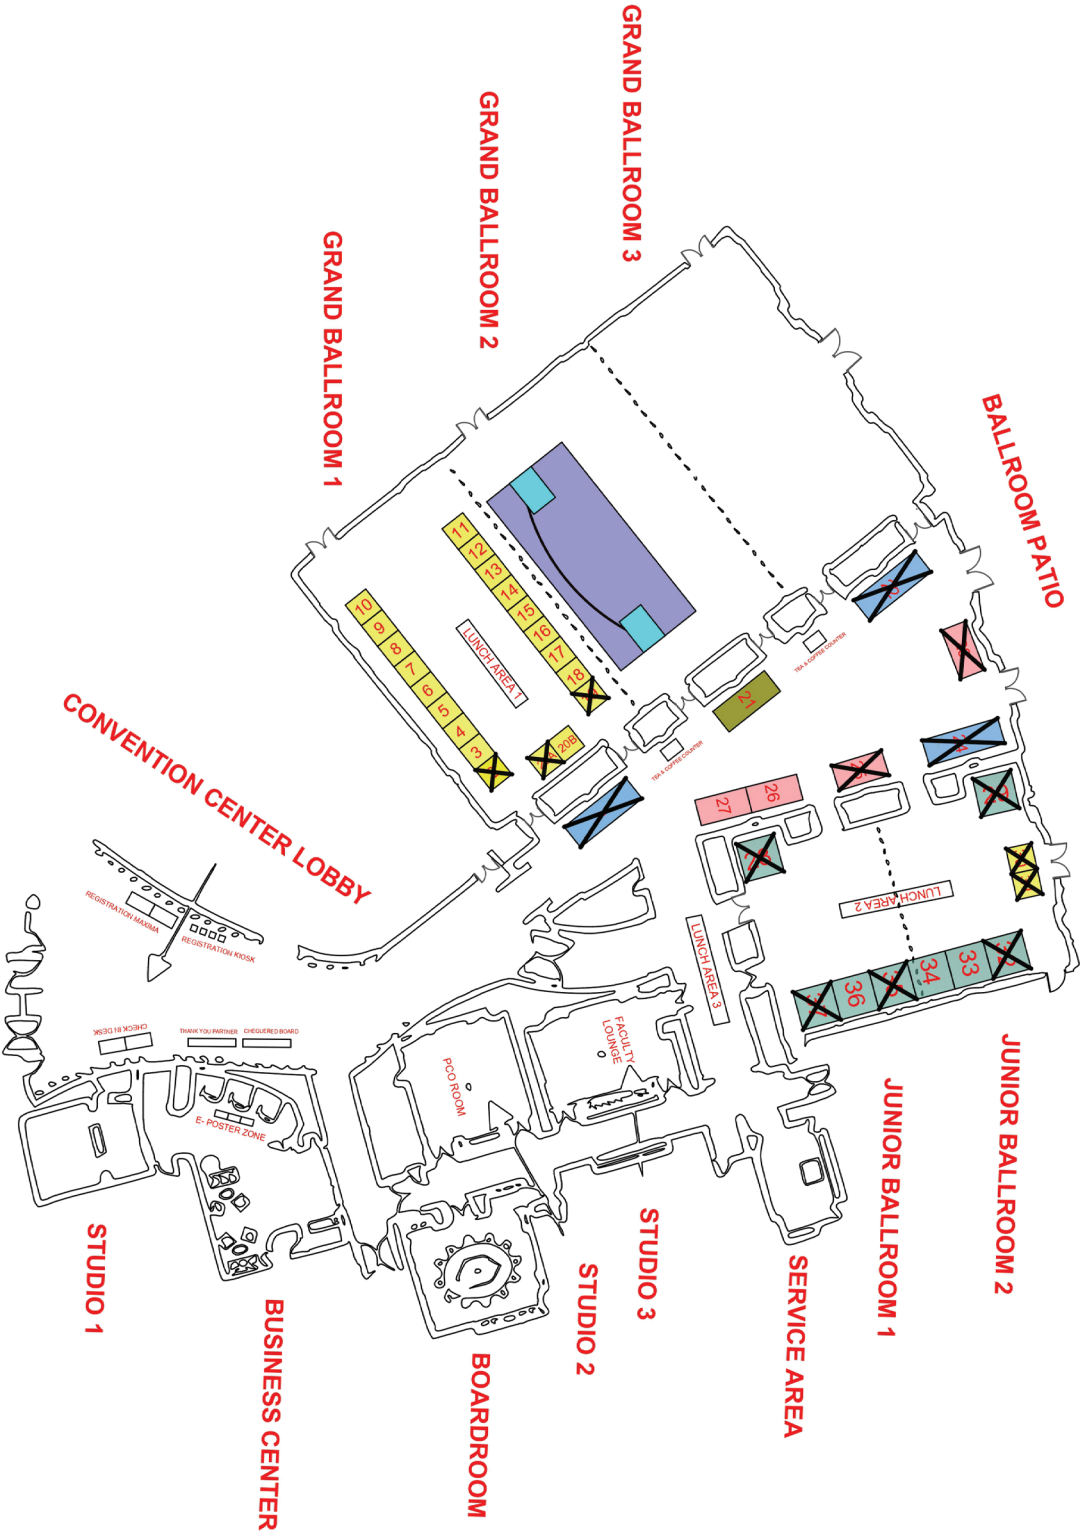 GRAND BALLROOM 3
GRAND BALLROOM 2
GRAND BALLROOM 1
BALLROOM PATIO
11
12
13
14
15
16
17
18
10
9
8
7
6
5
4
3
LUNCH AREA 1
20B
21
TEA & COFFEE COUNTER
TEA & COFFEE COUNTER
27
26
LUNCH AREA 2
LUNCH AREA 3
36
34
33
CONVENTION CENTER LOBBY
REGISTRATION MAXIMA
REGISTRATION KIOSK
CHECK IN DESK
THANK YOU PARTNER
CHEQUERED BOARD
E- POSTER ZONE
PCO ROOM
FACULTY
LOUNGE
JUNIOR BALLROOM 2
JUNIOR BALLROOM 1
SERVICE AREA
STUDIO 3
STUDIO 2
STUDIO 1
BUSINESS CENTER
BOARDROOM